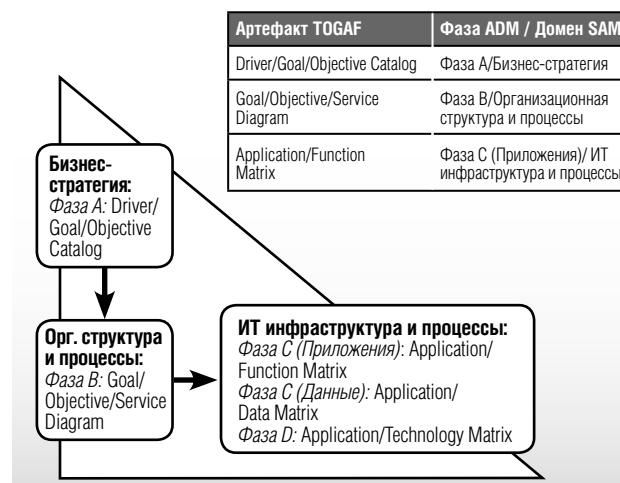 Артефакт TOGAF Фаза ADM / Домен SAM
Driver/Goal/Objective Catalog Фаза A/Бизнес-стратегия
Goal/Objective/Service Фаза B/Организационная
Diagram структура и процессы
Application/Function Фаза C (Приложения)/ ИТ
Matrix инфраструктура и процессы
Бизнес-
стратегия:
Фаза A: Driver/
Goal/Objective
Catalog
Орг. структура
и процессы:
Фаза B: Goal/
Objective/Service
Diagram
ИТ инфраструктура и процессы:
Фаза C (Приложения): Application/
Function Matrix
Фаза C (Данные): Application/
Data Matrix
Фаза D: Application/Technology Matrix